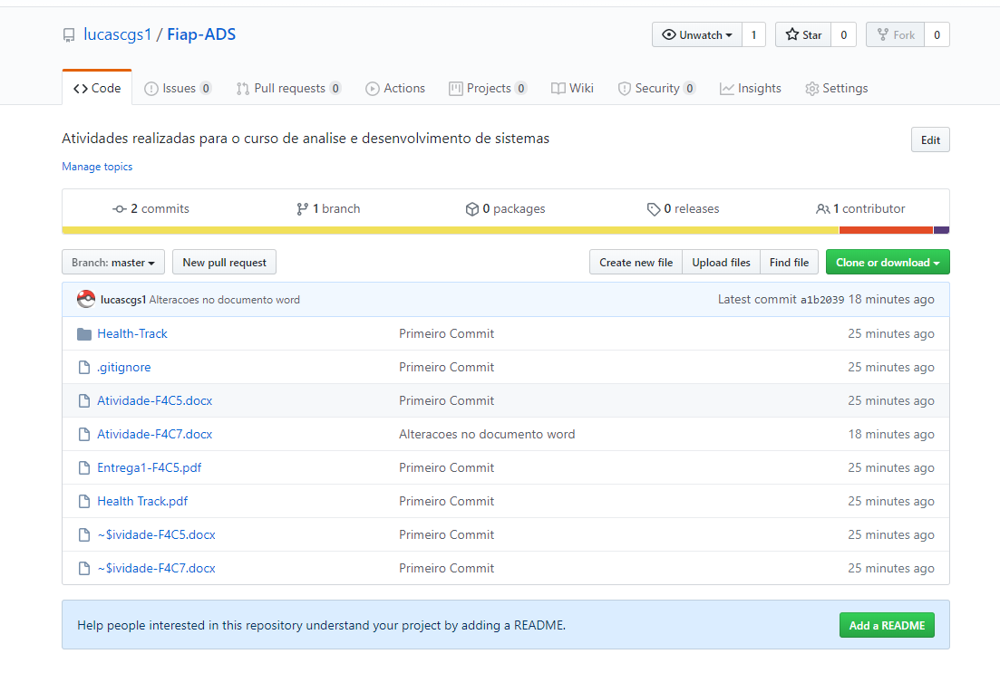 lucascgs1 / Fiap-ADS
Unwatch 1 Star 0 Fork 0
Code Issues 0 Pull requests 0 Actions Projects 0 Wiki Security 0 Insights Settings
Atividades realizadas para o curso de analise e desenvolvimento de sistemas
Edit
Manage topics
2 commits 1 branch 0 packages 0 releases 1 contributor
Branch: master New pull request Create new file Upload files Find file Clone or download
lucascgs1 Alteracoes no documento word Latest commit a1b2039 18 minutes ago
Health-Track Primeiro Commit 25 minutes ago
.gitignore Primeiro Commit 25 minutes ago
Atividade-F4C5.docx Primeiro Commit 25 minutes ago
Atividade-F4C7.docx Alteracoes no documento word 18 minutes ago
Entrega1-F4C5.pdf Primeiro Commit 25 minutes ago
Health Track.pdf Primeiro Commit 25 minutes ago
~$ividade-F4C5.docx Primeiro Commit 25 minutes ago
~$ividade-F4C7.docx Primeiro Commit 25 minutes ago
Help people interested in this repository understand your project by adding a README. Add a README